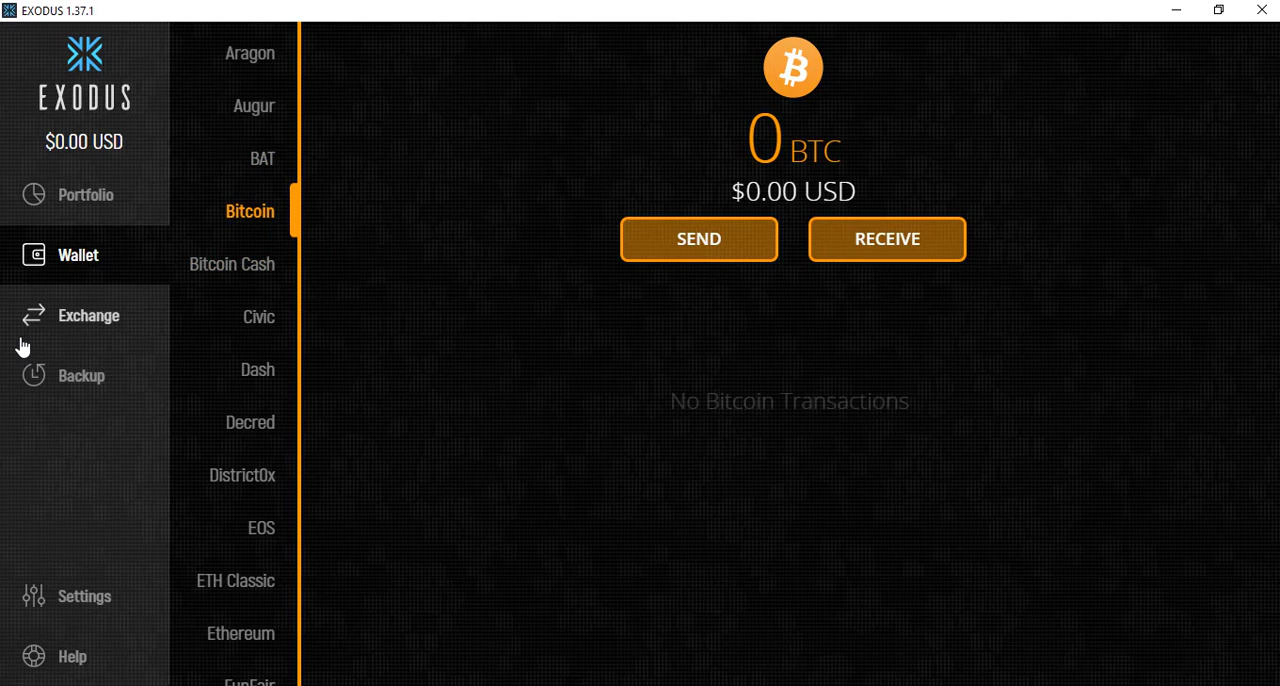 EXODUS 1.37.1
EXODUS
$0.00 USD
Portfolio
Wallet
Exchange
Backup
Settings
Help
Aragon
Augur
BAT
Bitcoin
Bitcoin Cash
Civic
Dash
Decred
District0x
EOS
ETH Classic
Ethereum
FunFair
0 BTC
$0.00 USD
SEND
RECEIVE
No Bitcoin Transactions